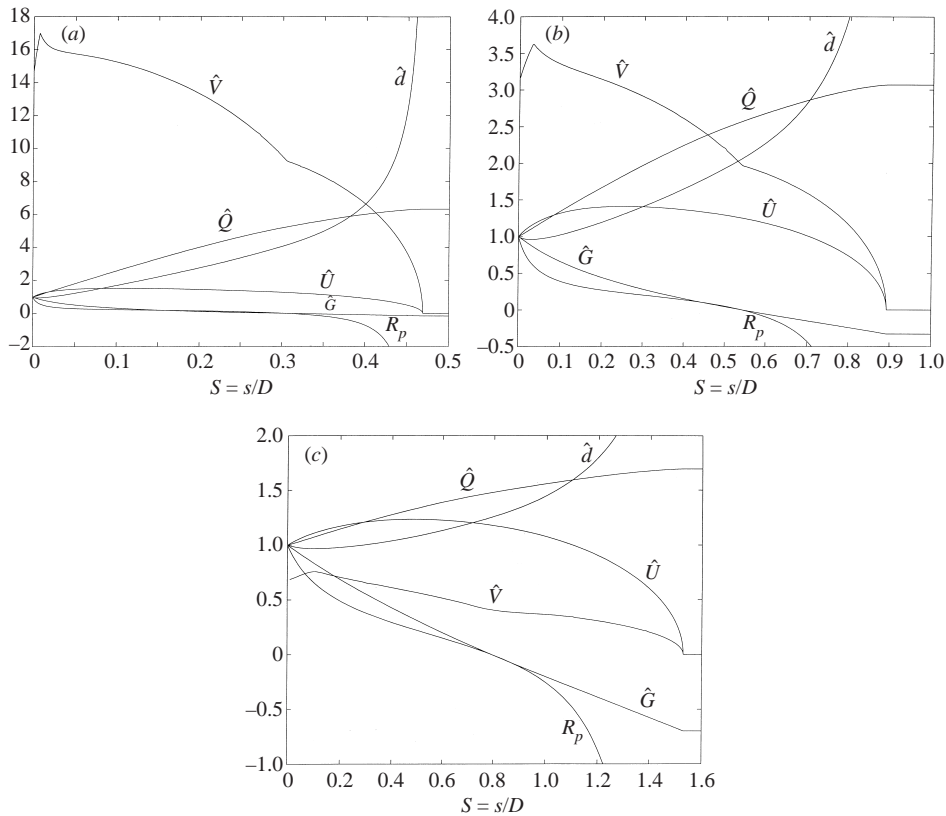 (a)
18
16
14
12
10
8
6
4
2
0
−2
V̂
d̂
Q̂
Û
Ĝ
R_p
0 0.1 0.2 0.3 0.4 0.5
S = s/D
(b)
4.0
3.5
3.0
2.5
2.0
1.5
1.0
0.5
0
−0.5
V̂
d̂
Q̂
Û
Ĝ
R_p
0 0.1 0.2 0.3 0.4 0.5 0.6 0.7 0.8 0.9 1.0
S = s/D
(c)
2.0
1.5
1.0
0.5
0
−0.5
−1.0
Q̂
d̂
Û
V̂
Ĝ
R_p
0 0.2 0.4 0.6 0.8 1.0 1.2 1.4 1.6
S = s/D